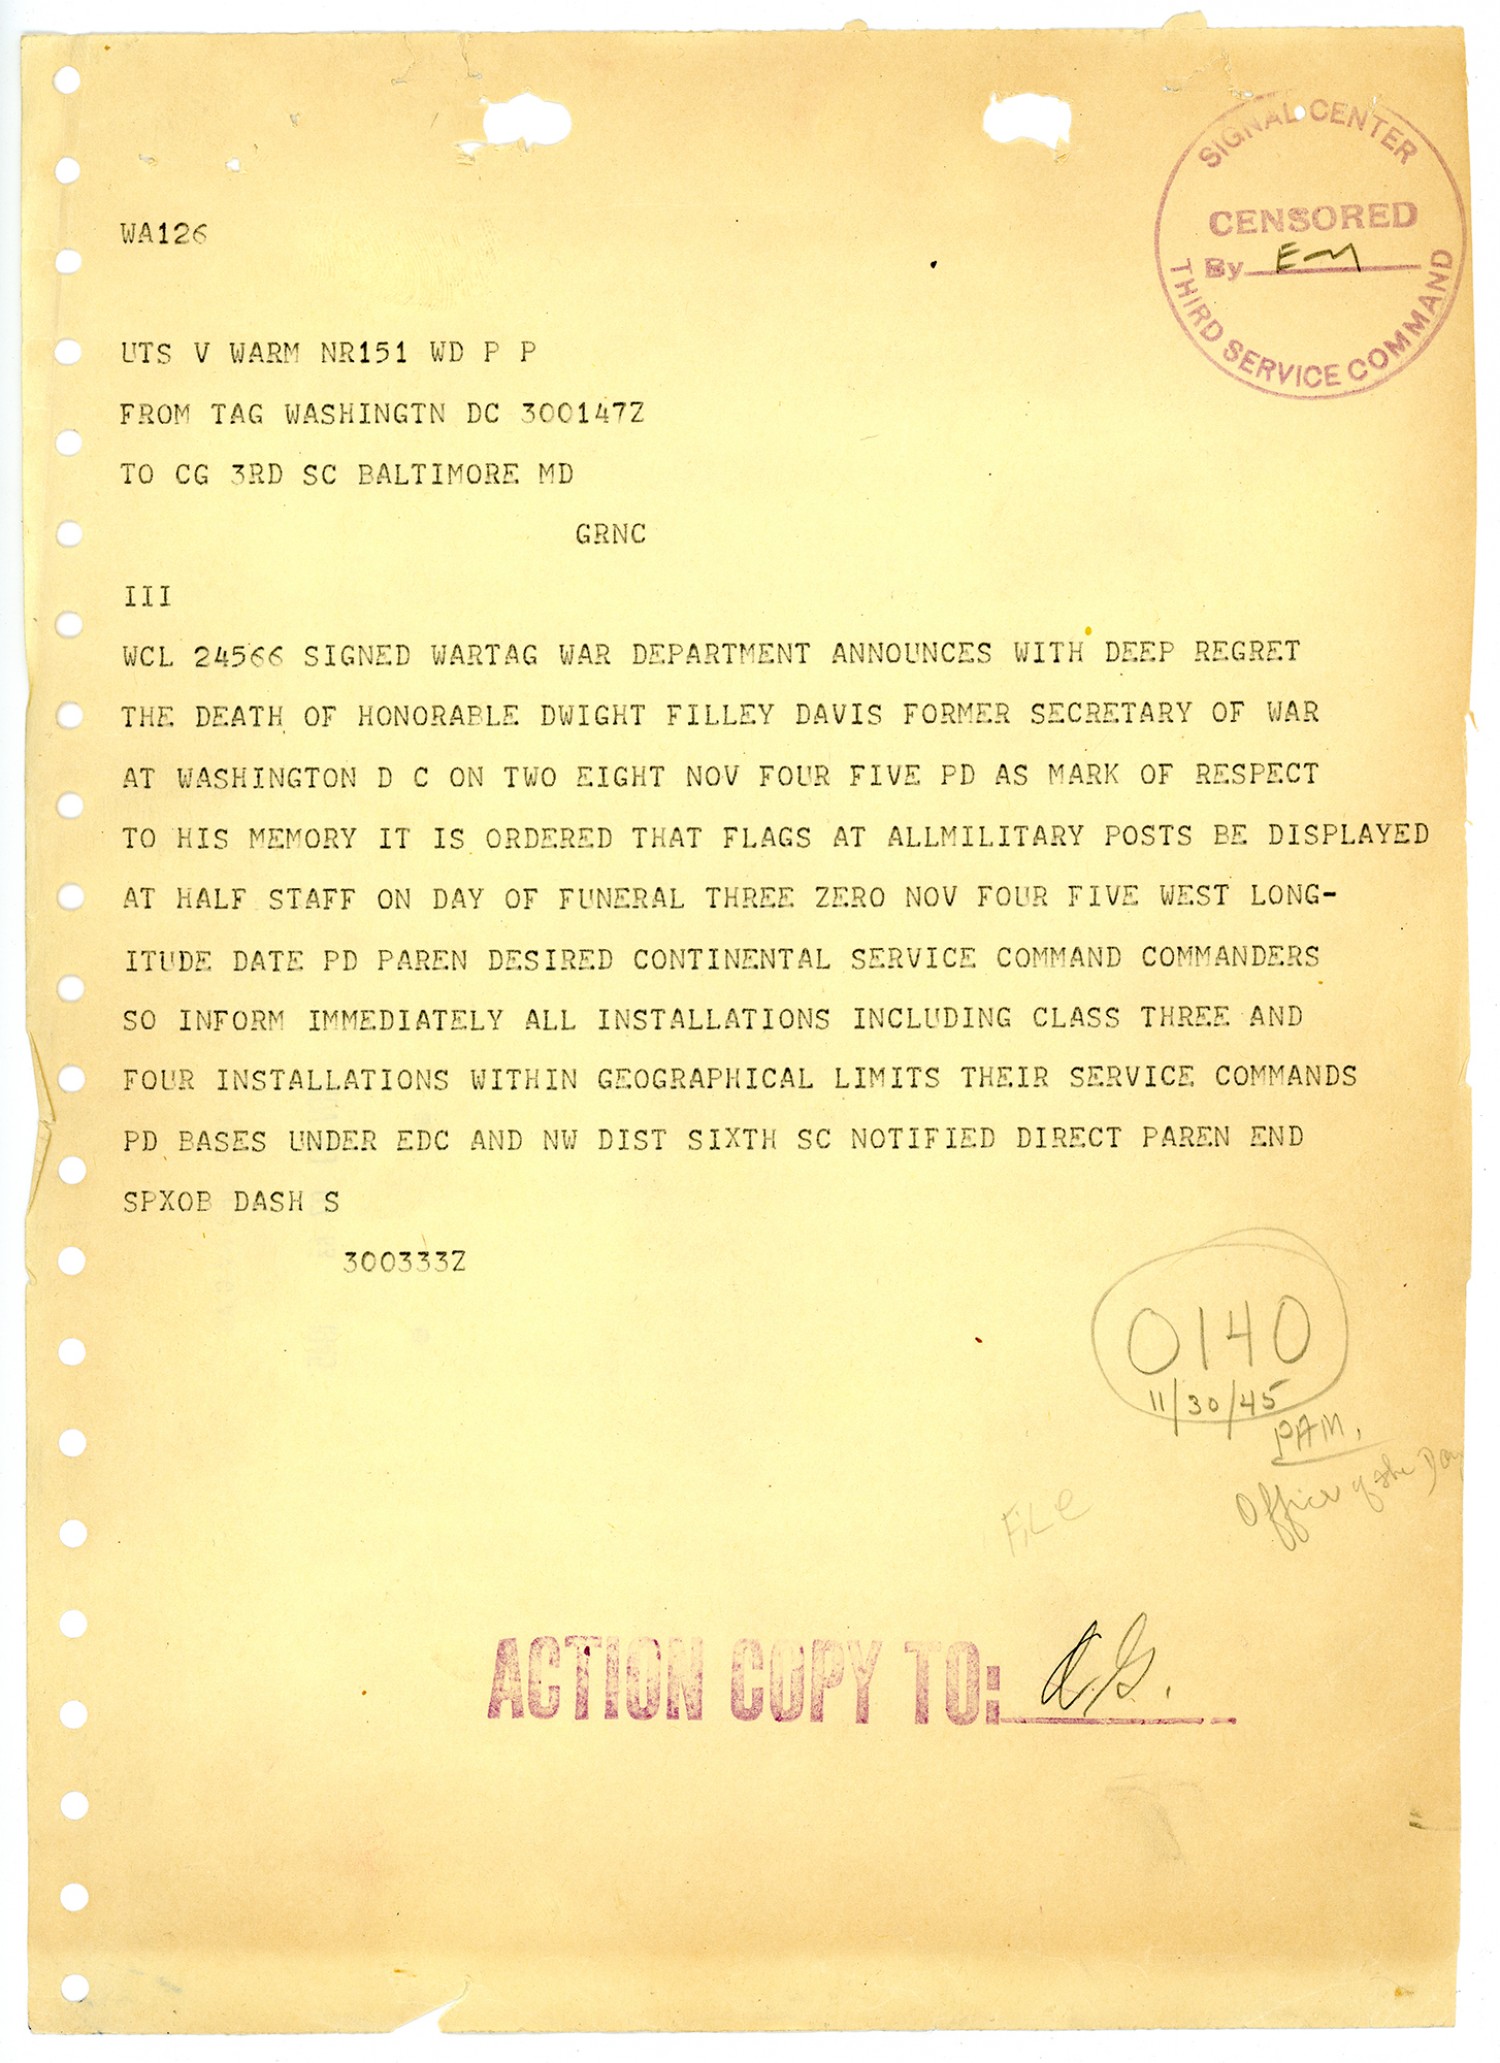 SIGNAL CENTER
CENSORED
By EM
THIRD SERVICE COMMAND
WA126
UTS V WARM NR151 WD P P
FROM TAG WASHINGTN DC 300147Z
TO CG 3RD SC BALTIMORE MD
GRNC
III
WCL 24566 SIGNED WARTAG WAR DEPARTMENT ANNOUNCES WITH DEEP REGRET
THE DEATH OF HONORABLE DWIGHT FILLEY DAVIS FORMER SECRETARY OF WAR
AT WASHINGTON D C ON TWO EIGHT NOV FOUR FIVE PD AS MARK OF RESPECT
TO HIS MEMORY IT IS ORDERED THAT FLAGS AT ALLMILITARY POSTS BE DISPLAYED
AT HALF STAFF ON DAY OF FUNERAL THREE ZERO NOV FOUR FIVE WEST LONG-
ITUDE DATE PD PAREN DESIRED CONTINENTAL SERVICE COMMAND COMMANDERS
SO INFORM IMMEDIATELY ALL INSTALLATIONS INCLUDING CLASS THREE AND
FOUR INSTALLATIONS WITHIN GEOGRAPHICAL LIMITS THEIR SERVICE COMMANDS
PD BASES UNDER EDC AND NW DIST SIXTH SC NOTIFIED DIRECT PAREN END
SPXOB DASH S
300333Z
0140
11/30/45
PAM.
Officer of the Day
FiLe
ACTION COPY TO: A.G.